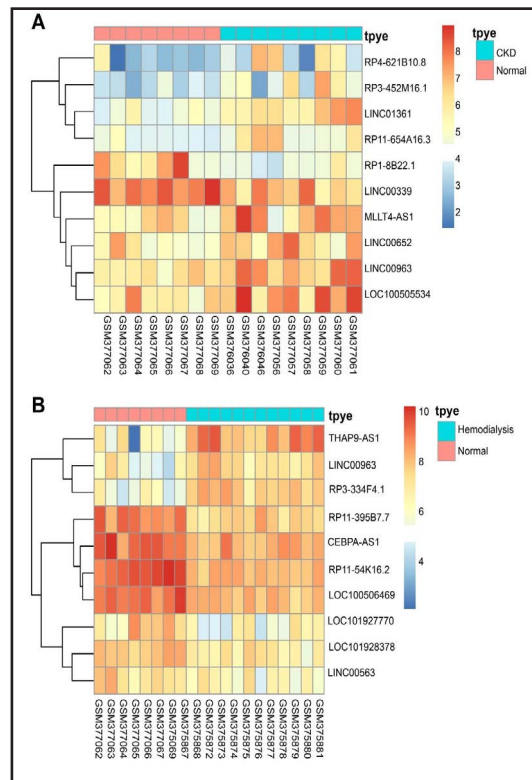 A
tpye
tpye
CKD
Normal
8
7
6
5
4
3
2
RP4-621B10.8
RP3-452M16.1
LINC01361
RP11-654A16.3
RP1-8B22.1
LINC00339
MLLT4-AS1
LINC00652
LINC00963
LOC100505534
GSM377062
GSM377063
GSM377064
GSM377065
GSM377066
GSM377067
GSM377068
GSM377069
GSM376036
GSM376040
GSM376046
GSM377056
GSM377057
GSM377058
GSM377059
GSM377060
GSM377061
B
tpye
10
8
6
4
tpye
Hemodialysis
Normal
THAP9-AS1
LINC00963
RP3-334F4.1
RP11-395B7.7
CEBPA-AS1
RP11-54K16.2
LOC100506469
LOC101927770
LOC101928378
LINC00563
GSM377062
GSM377063
GSM377064
GSM377065
GSM377066
GSM377067
GSM375069
GSM375867
GSM375868
GSM375872
GSM375873
GSM375874
GSM375875
GSM375876
GSM375877
GSM375878
GSM375879
GSM375880
GSM375881